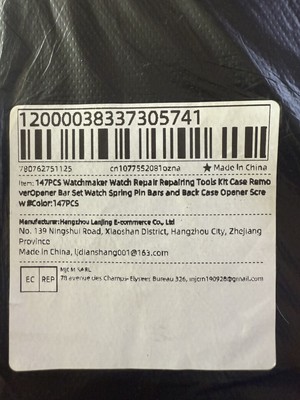 12000038337305741
780762751125 cn1077552081ozna ★ Made in China
Item: 147PCS Watchmaker Watch Repair Repairing Tools Kit Case Remo
verOpener Bar Set Watch Spring Pin Bars and Back Case Opener Scre
w #Color:147PCS
Manufacturer: Hangzhou Lanjing E-commerce Co., Ltd
No. 139 Ningshui Road, Xiaoshan District, Hangzhou City, Zhejiang
Province
Made in China, ljdianshang001@163.com
EC REP
MJCM SARL
78 avenue des Champs-Elysees Bureau 326, mjcm190928@gmail.com